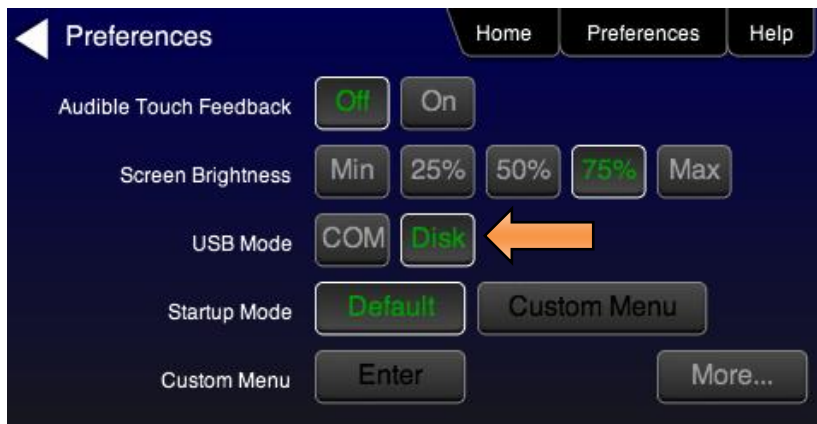 Preferences Home Preferences Help
Audible Touch Feedback Off On
Screen Brightness Min 25% 50% 75% Max
USB Mode COM Disk
Startup Mode Default Custom Menu
Custom Menu Enter More...